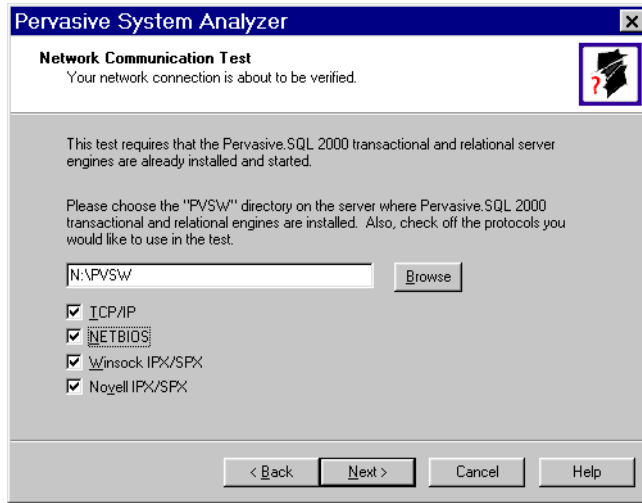 Pervasive System Analyzer
Network Communication Test
Your network connection is about to be verified.
?
This test requires that the Pervasive.SQL 2000 transactional and relational server
engines are already installed and started.
Please choose the "PVSW" directory on the server where Pervasive.SQL 2000
transactional and relational engines are installed. Also, check off the protocols you
would like to use in the test.
N:\PVSW
Browse
TCP/IP
NETBIOS
Winsock IPX/SPX
Novell IPX/SPX
< Back
Next >
Cancel
Help